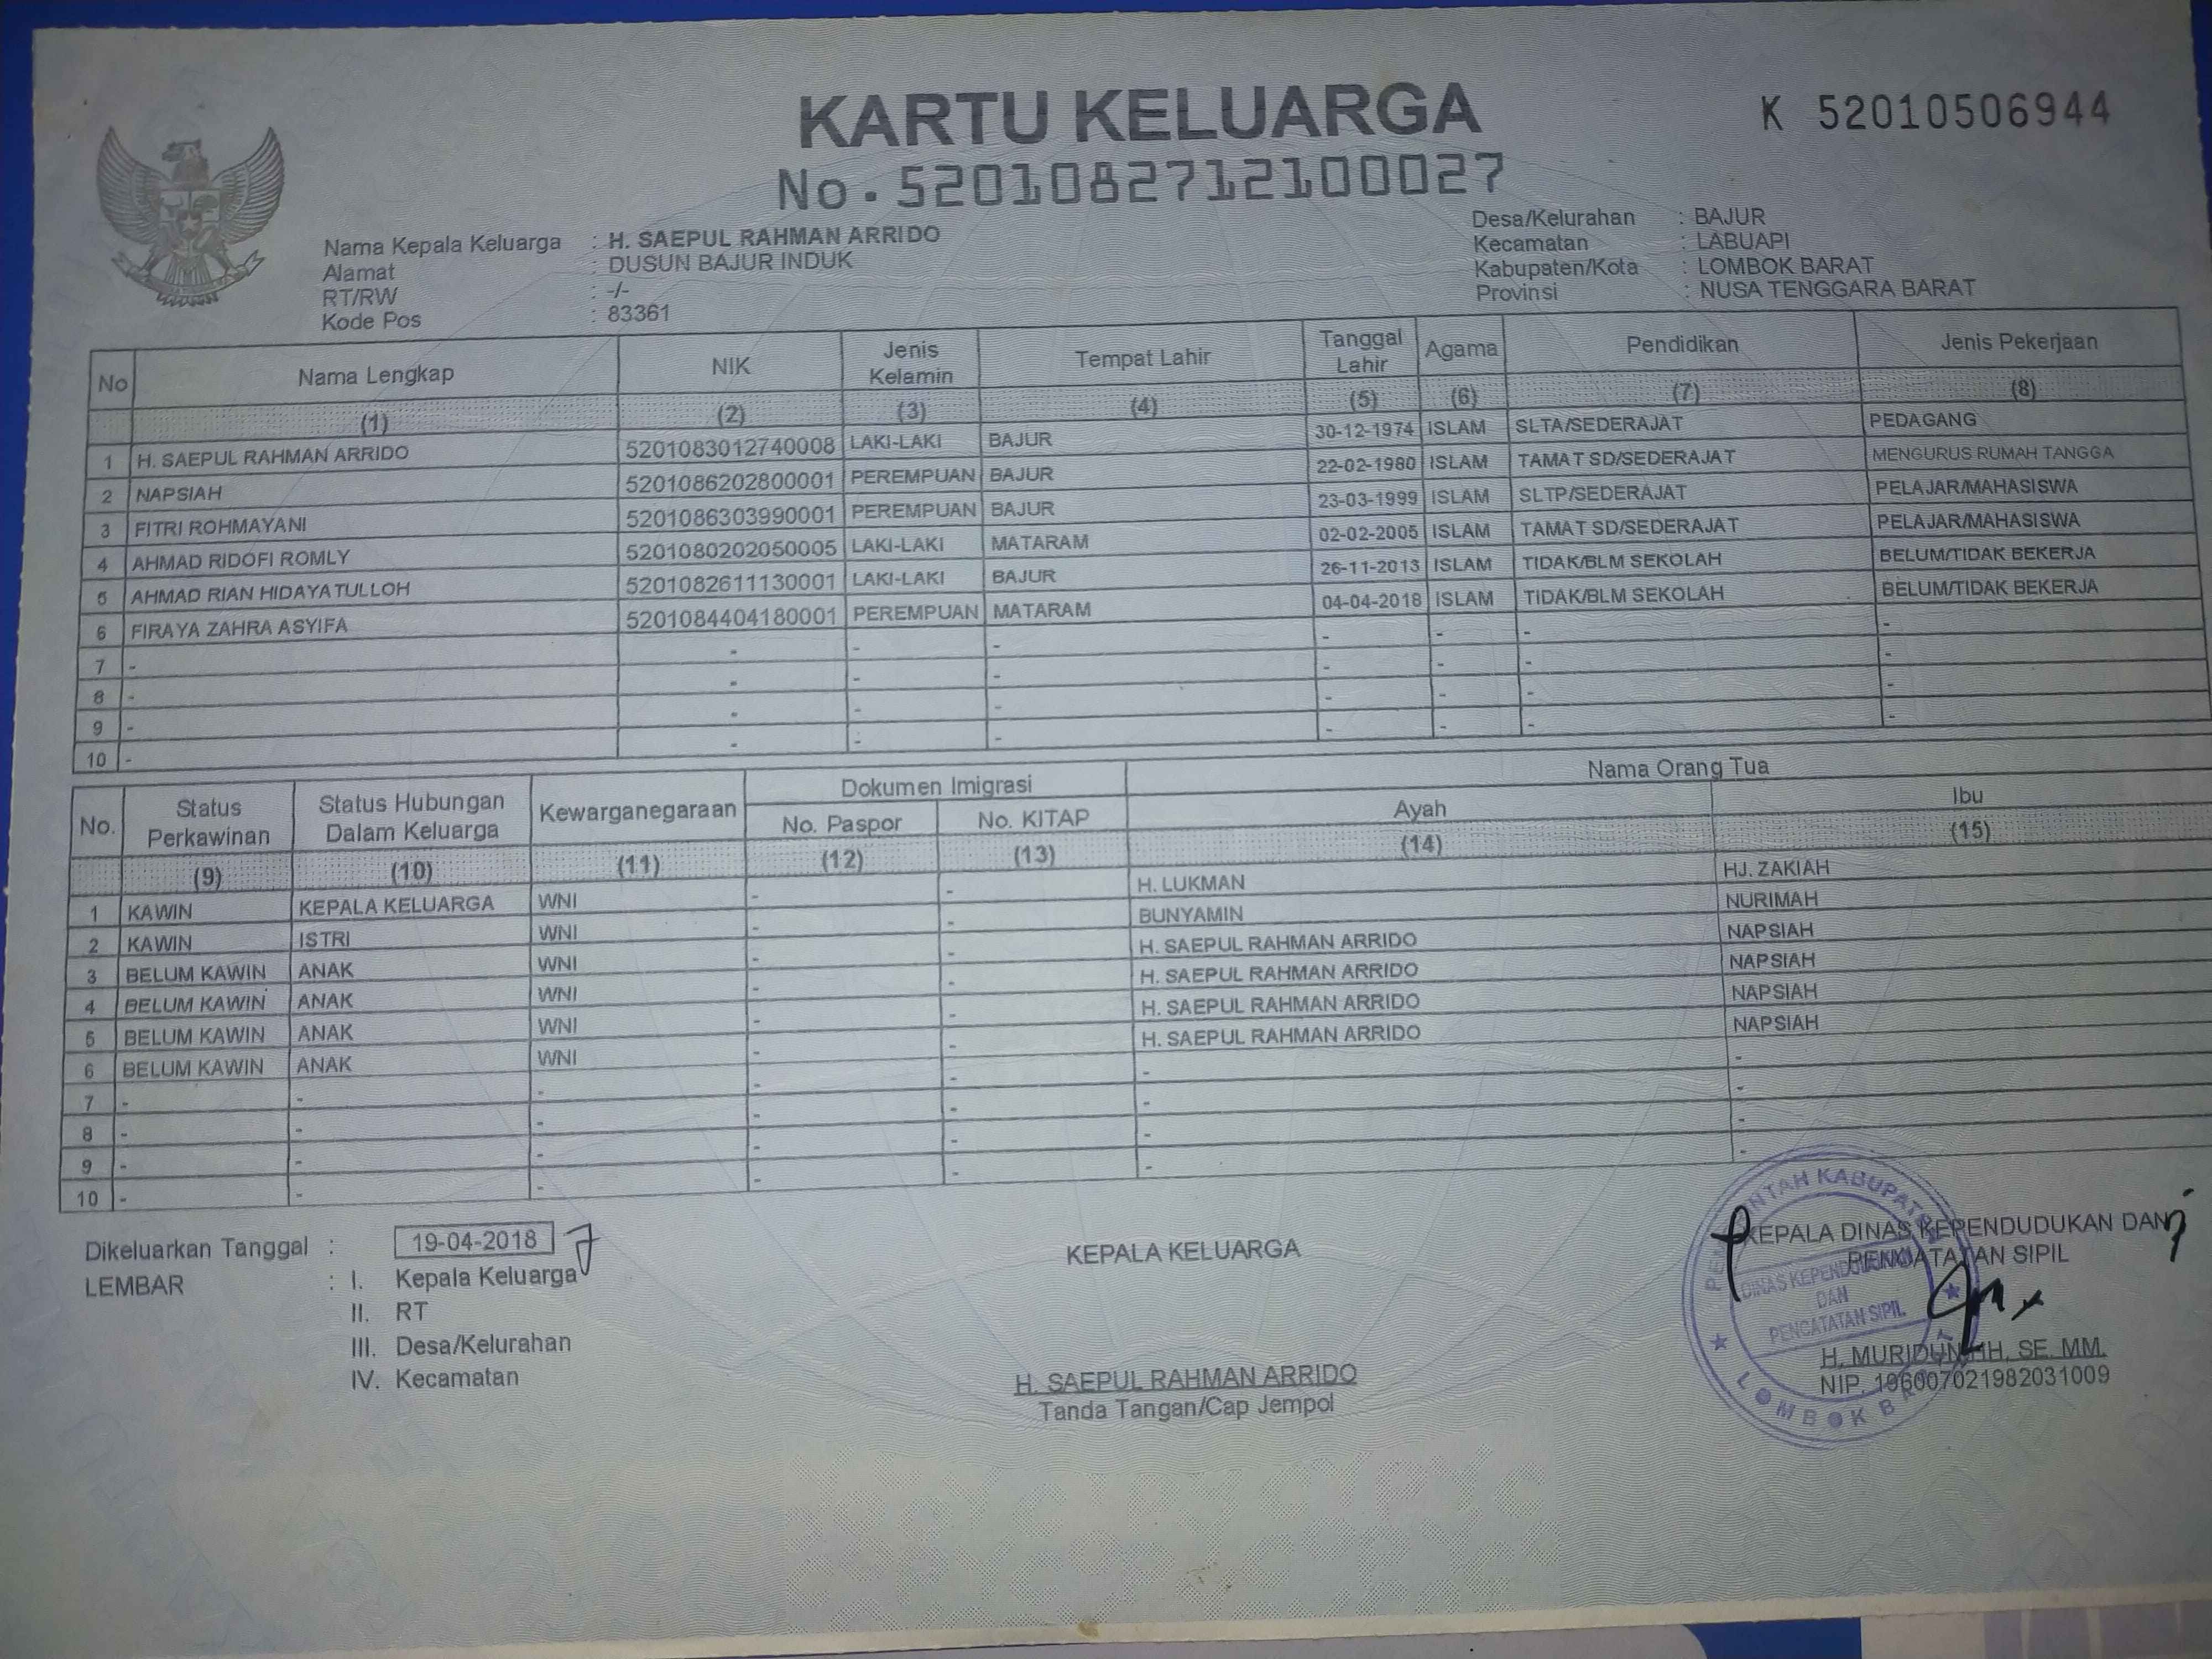 KARTU KELUARGA
K 52010506944
No. 5201082712100027
Nama Kepala Keluarga : H. SAEPUL RAHMAN ARRIDO
Alamat : DUSUN BAJUR INDUK
RT/RW : -/-
Kode Pos : 83361
Desa/Kelurahan : BAJUR
Kecamatan : LABUAPI
Kabupaten/Kota : LOMBOK BARAT
Provinsi : NUSA TENGGARA BARAT
No Nama Lengkap NIK Jenis Kelamin Tempat Lahir Tanggal Lahir Agama Pendidikan Jenis Pekerjaan
(1) (2) (3) (4) (5) (6) (7) (8)
1 H. SAEPUL RAHMAN ARRIDO 5201083012740008 LAKI-LAKI BAJUR 30-12-1974 ISLAM SLTA/SEDERAJAT PEDAGANG
2 NAPSIAH 5201086202800001 PEREMPUAN BAJUR 22-02-1980 ISLAM TAMAT SD/SEDERAJAT MENGURUS RUMAH TANGGA
3 FITRI ROHMAYANI 5201086303990001 PEREMPUAN BAJUR 23-03-1999 ISLAM SLTP/SEDERAJAT PELAJAR/MAHASISWA
4 AHMAD RIDOFI ROMLY 5201080202050005 LAKI-LAKI MATARAM 02-02-2005 ISLAM TAMAT SD/SEDERAJAT PELAJAR/MAHASISWA
5 AHMAD RIAN HIDAYATULLOH 5201082611130001 LAKI-LAKI BAJUR 26-11-2013 ISLAM TIDAK/BLM SEKOLAH BELUM/TIDAK BEKERJA
6 FIRAYA ZAHRA ASYIFA 5201084404180001 PEREMPUAN MATARAM 04-04-2018 ISLAM TIDAK/BLM SEKOLAH BELUM/TIDAK BEKERJA
7 - - - - - - - -
8 - - - - - - - -
9 - - - - - - - -
10 - - - - - - - -
No. Status Perkawinan Status Hubungan Dalam Keluarga Kewarganegaraan Dokumen Imigrasi Nama Orang Tua
No. Paspor No. KITAP Ayah Ibu
(9) (10) (11) (12) (13) (14) (15)
1 KAWIN KEPALA KELUARGA WNI - - H. LUKMAN HJ. ZAKIAH
2 KAWIN ISTRI WNI - - BUNYAMIN NURIMAH
3 BELUM KAWIN ANAK WNI - - H. SAEPUL RAHMAN ARRIDO NAPSIAH
4 BELUM KAWIN ANAK WNI - - H. SAEPUL RAHMAN ARRIDO NAPSIAH
5 BELUM KAWIN ANAK WNI - - H. SAEPUL RAHMAN ARRIDO NAPSIAH
6 BELUM KAWIN ANAK WNI - - H. SAEPUL RAHMAN ARRIDO NAPSIAH
7 - - - - - - -
8 - - - - - - -
9 - - - - - - -
10 - - - - - - -
Dikeluarkan Tanggal : 19-04-2018
LEMBAR : I. Kepala Keluarga
II. RT
III. Desa/Kelurahan
IV. Kecamatan
KEPALA KELUARGA
H. SAEPUL RAHMAN ARRIDO
Tanda Tangan/Cap Jempol
KEPALA DINAS KEPENDUDUKAN DAN
SIPIL
H. SE. MM.
NIP. 196007021982031009
DINAS KEPENDUDUKAN
DAN
PENCATATAN SIPIL
LOMBOK